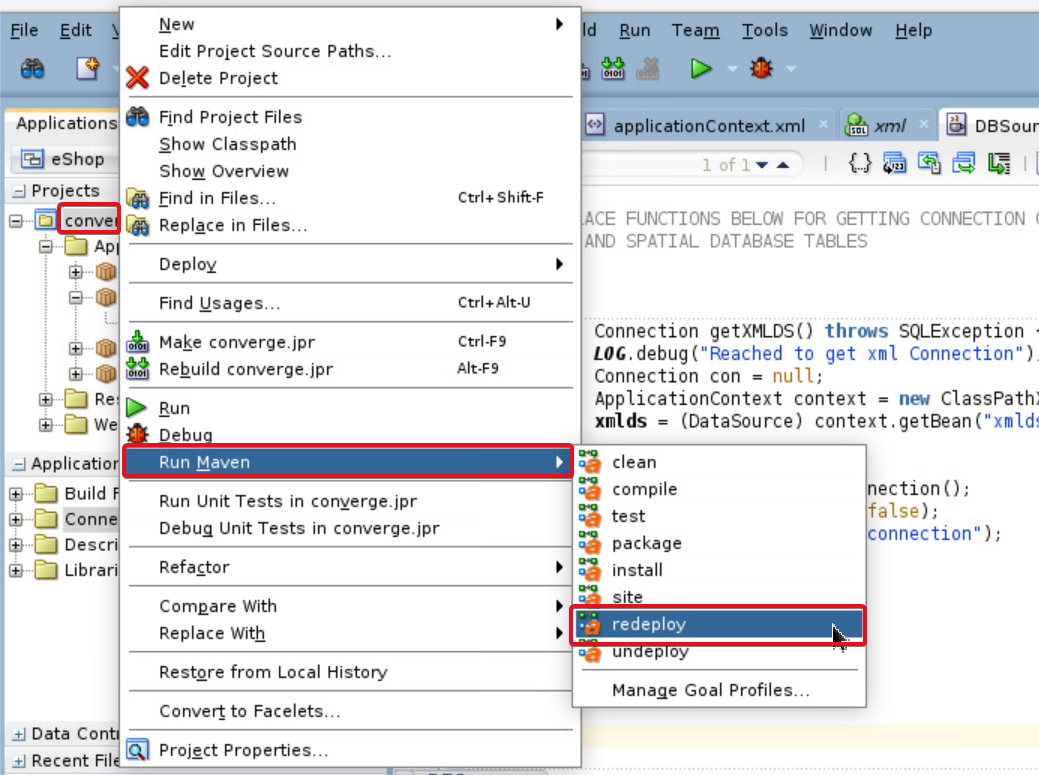 File Edit
ld Run Team Tools Window Help
New
Edit Project Source Paths...
Delete Project
Find Project Files
Show Classpath
Show Overview
Find in Files... Ctrl+Shift-F
Replace in Files...
Deploy
Find Usages... Ctrl+Alt-U
Make converge.jpr Ctrl-F9
Rebuild converge.jpr Alt-F9
Run
Debug
Run Maven
Run Unit Tests in converge.jpr
Debug Unit Tests in converge.jpr
Refactor
Compare With
Replace With
Restore from Local History
Convert to Facelets...
Project Properties...
clean
compile
test
package
install
site
redeploy
undeploy
Manage Goal Profiles...
Applications
eShop
Projects
conver
App
Res
We
Application
Build F
Conne
Descri
Librari
Data Contr
Recent File
applicationContext.xml xml DBSour
1 of 1
LACE FUNCTIONS BELOW FOR GETTING CONNECTION
AND SPATIAL DATABASE TABLES
Connection getXMLDS() throws SQLException {
LOG.debug("Reached to get xml Connection");
Connection con = null;
ApplicationContext context = new ClassPathX
xmlds = (DataSource) context.getBean("xmlds
nnection();
false);
connection");